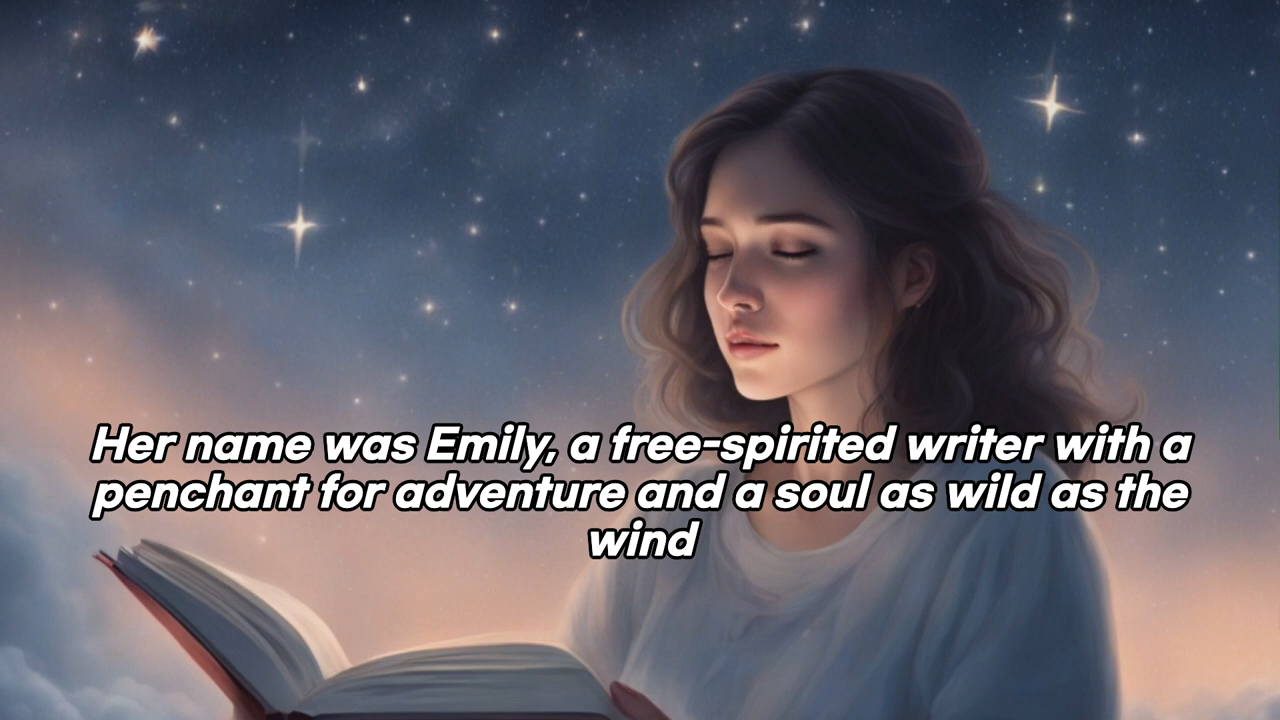 Her name was Emily, a free-spirited writer with a
penchant for adventure and a soul as wild as the
wind